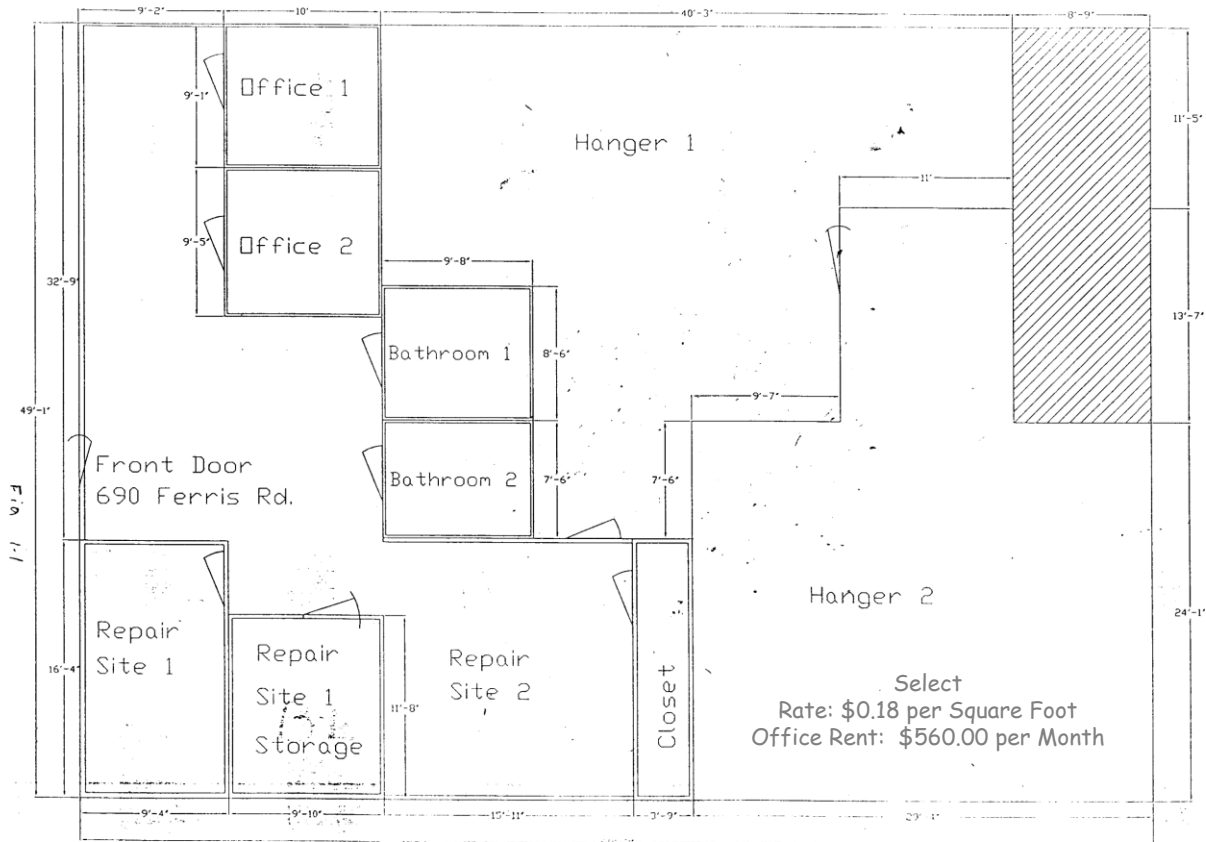 9'-2"
10'
40'-3"
8'-9"
Office 1
9'-1"
Hanger 1
11'-5"
11'
Office 2
9'-5"
9'-8"
32'-9"
13'-7"
Bathroom 1
8'-6"
9'-7"
49'-1"
Front Door
690 Ferris Rd.
Bathroom 2
7'-6"
7'-6"
Fig 1-1
Hanger 2
24'-1"
Repair
Site 1
16'-4"
Repair
Site 1
Storage
11'-8"
Repair
Site 2
Closet
Select
Rate: $0.18 per Square Foot
Office Rent: $560.00 per Month
9'-4"
9'-10"
15'-11"
3'-9"